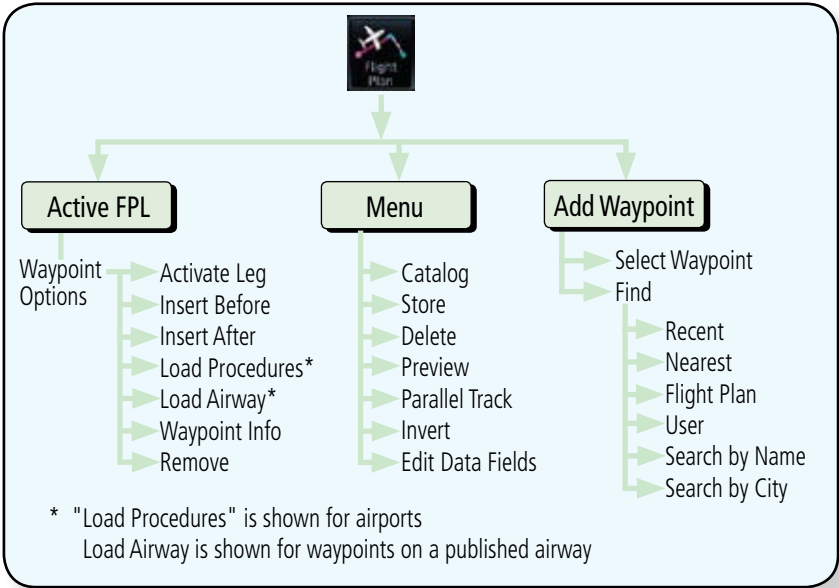 Flight
Plan
Active FPL
Waypoint
Options
Activate Leg
Insert Before
Insert After
Load Procedures*
Load Airway*
Waypoint Info
Remove
Menu
Catalog
Store
Delete
Preview
Parallel Track
Invert
Edit Data Fields
Add Waypoint
Select Waypoint
Find
Recent
Nearest
Flight Plan
User
Search by Name
Search by City
* "Load Procedures" is shown for airports
Load Airway is shown for waypoints on a published airway